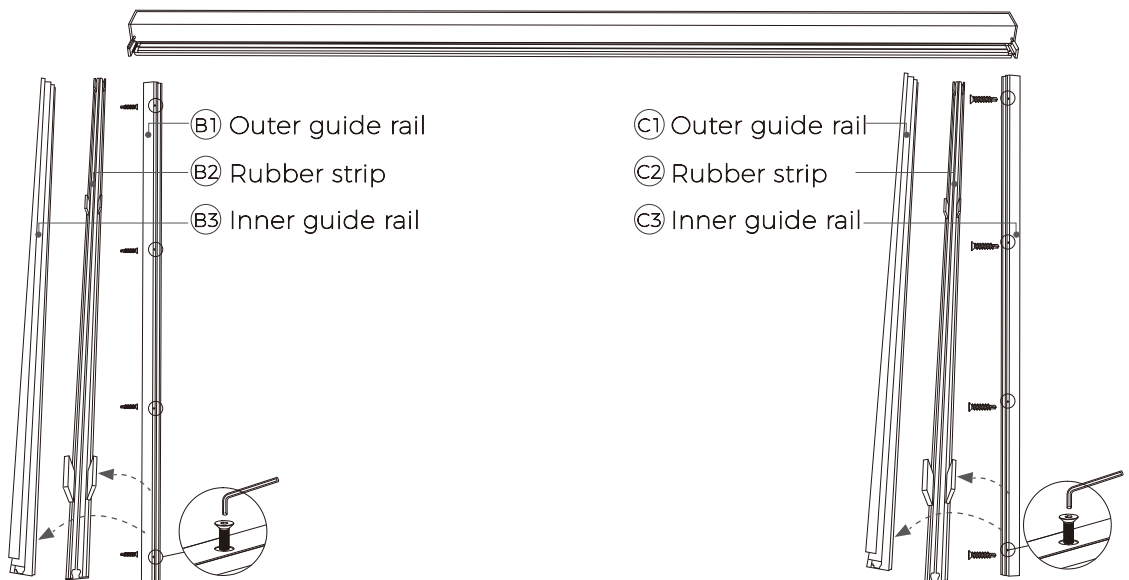 B1 Outer guide rail
B2 Rubber strip
B3 Inner guide rail
C1 Outer guide rail
C2 Rubber strip
C3 Inner guide rail